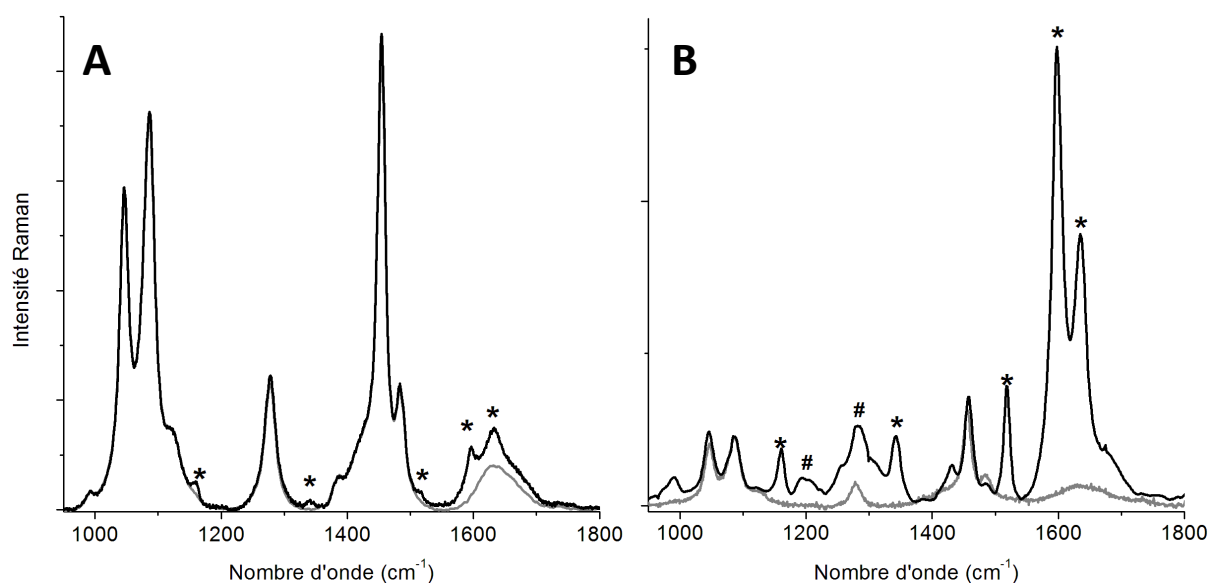 A
B
Intensité Raman
* * * * *
* # # * * * *
1000 1200 1400 1600 1800
1000 1200 1400 1600 1800
Nombre d'onde (cm-1)
Nombre d'onde (cm-1)